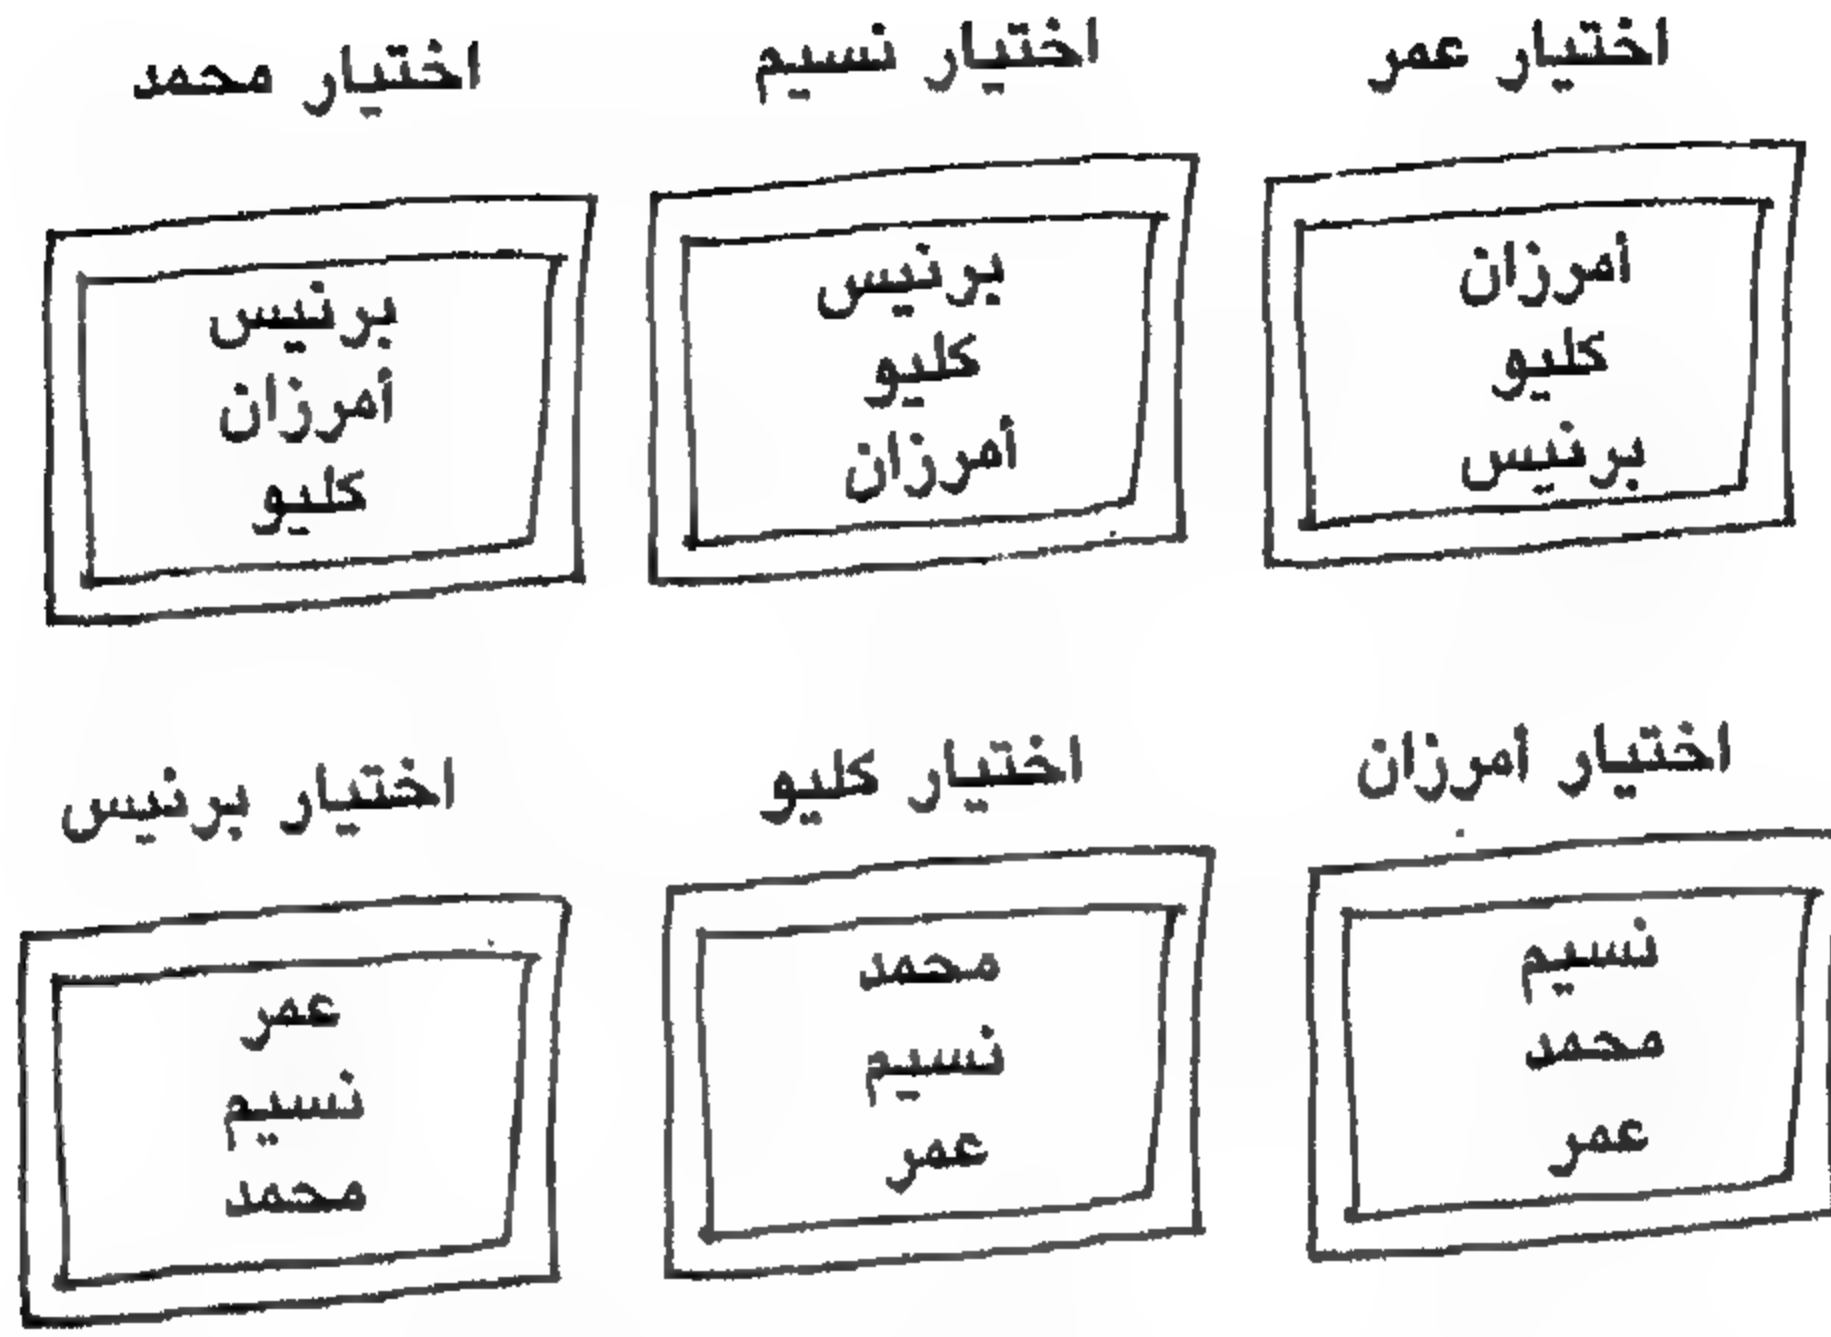 اختيار عمر
أمرزان
كليو
برنيس
اختيار نسيم
برنيس
كليو
أمرزان
اختيار محمد
برنيس
أمرزان
كليو
اختيار أمرزان
نسيم
محمد
عمر
اختيار كليو
محمد
نسيم
عمر
اختيار برنيس
عمر
نسيم
محمد